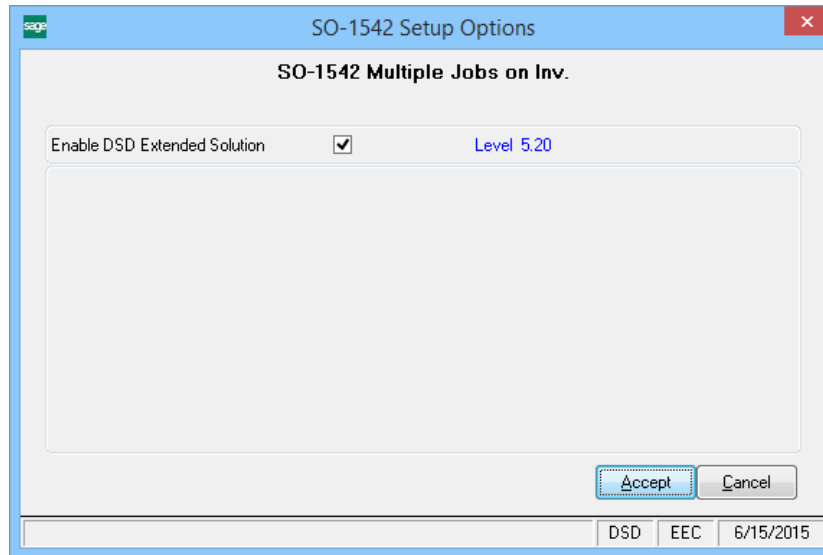 sage
SO-1542 Setup Options
SO-1542 Multiple Jobs on Inv.
Enable DSD Extended Solution Level 5.20
Accept Cancel
DSD EEC 6/15/2015